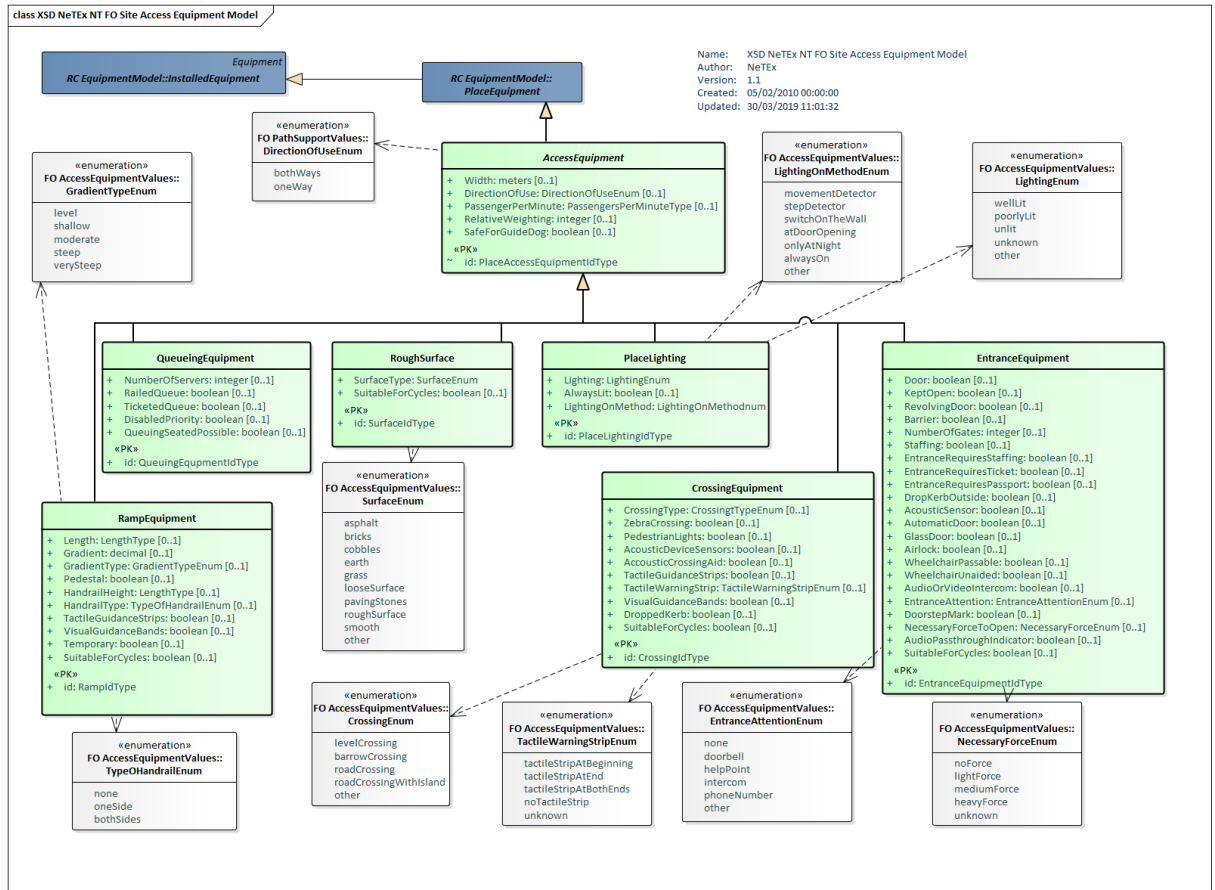 class XSD NeTEx NT FO Site Access Equipment Model
Equipment
RC EquipmentModel::InstalledEquipment
RC EquipmentModel::
PlaceEquipment
Name: XSD NeTEx NT FO Site Access Equipment Model
Author: NeTEx
Version: 1.1
Created: 05/02/2010 00:00:00
Updated: 30/03/2019 11:01:32
«enumeration»
FO PathSupportValues::
DirectionOfUseEnum
bothWays
oneWay
«enumeration»
FO AccessEquipmentValues::
GradientTypeEnum
level
shallow
moderate
steep
verySteep
AccessEquipment
+ Width: meters [0..1]
+ DirectionOfUse: DirectionOfUseEnum [0..1]
+ PassengerPerMinute: PassengersPerMinuteType [0..1]
+ RelativeWeighting: integer [0..1]
+ SafeForGuideDog: boolean [0..1]
«PK»
~ id: PlaceAccessEquipmentIdType
«enumeration»
FO AccessEquipmentValues::
LightingOnMethodEnum
movementDetector
stepDetector
switchOnTheWall
atDoorOpening
onlyAtNight
alwaysOn
other
«enumeration»
FO AccessEquipmentValues::
LightingEnum
wellLit
poorlyLit
unlit
unknown
other
QueueingEquipment
+ NumberOfServers: integer [0..1]
+ RailedQueue: boolean [0..1]
+ TicketedQueue: boolean [0..1]
+ DisabledPriority: boolean [0..1]
+ QueuingSeatedPossible: boolean [0..1]
«PK»
+ id: QueuingEqupmentIdType
RoughSurface
+ SurfaceType: SurfaceEnum
+ SuitableForCycles: boolean [0..1]
«PK»
+ id: SurfaceIdType
PlaceLighting
+ Lighting: LightingEnum
+ AlwaysLit: boolean [0..1]
+ LightingOnMethod: LightingOnMethodnum
«PK»
+ id: PlaceLightingIdType
EntranceEquipment
+ Door: boolean [0..1]
+ KeptOpen: boolean [0..1]
+ RevolvingDoor: boolean [0..1]
+ Barrier: boolean [0..1]
+ NumberOfGates: integer [0..1]
+ Staffing: boolean [0..1]
+ EntranceRequiresStaffing: boolean [0..1]
+ EntranceRequiresTicket: boolean [0..1]
+ EntranceRequiresPassport: boolean [0..1]
+ DropKerbOutside: boolean [0..1]
+ AcousticSensor: boolean [0..1]
+ AutomaticDoor: boolean [0..1]
+ GlassDoor: boolean [0..1]
+ Airlock: boolean [0..1]
+ WheelchairPassable: boolean [0..1]
+ WheelchairUnaided: boolean [0..1]
+ AudioOrVideoIntercom: boolean [0..1]
+ EntranceAttention: EntranceAttentionEnum [0..1]
+ DoorstepMark: boolean [0..1]
+ NecessaryForceToOpen: NecessaryForceEnum [0..1]
+ AudioPassthroughIndicator: boolean [0..1]
+ SuitableForCycles: boolean [0..1]
«PK»
+ id: EntranceEquipmentIdType
RampEquipment
+ Length: LengthType [0..1]
+ Gradient: decimal [0..1]
+ GradientType: GradientTypeEnum [0..1]
+ Pedestal: boolean [0..1]
+ HandrailHeight: LengthType [0..1]
+ HandrailType: TypeOfHandrailEnum [0..1]
+ TactileGuidanceStrips: boolean [0..1]
+ VisualGuidanceBands: boolean [0..1]
+ Temporary: boolean [0..1]
+ SuitableForCycles: boolean [0..1]
«PK»
+ id: RampIdType
«enumeration»
FO AccessEquipmentValues::
SurfaceEnum
asphalt
bricks
cobbles
earth
grass
looseSurface
pavingStones
roughSurface
smooth
other
CrossingEquipment
+ CrossingType: CrossingtTypeEnum [0..1]
+ ZebraCrossing: boolean [0..1]
+ PedestrianLights: boolean [0..1]
+ AcousticDeviceSensors: boolean [0..1]
+ AccousticCrossingAid: boolean [0..1]
+ TactileGuidanceStrips: boolean [0..1]
+ TactileWarningStrip: TactileWarningStripEnum [0..1]
+ VisualGuidanceBands: boolean [0..1]
+ DroppedKerb: boolean [0..1]
+ SuitableForCycles: boolean [0..1]
«PK»
+ id: CrossingIdType
«enumeration»
FO AccessEquipmentValues::
TypeOHandrailEnum
none
oneSide
bothSides
«enumeration»
FO AccessEquipmentValues::
CrossingEnum
levelCrossing
barrowCrossing
roadCrossing
roadCrossingWithIsland
other
«enumeration»
FO AccessEquipmentValues::
TactileWarningStripEnum
tactileStripAtBeginning
tactileStripAtEnd
tactileStripAtBothEnds
noTactileStrip
unknown
«enumeration»
FO AccessEquipmentValues::
EntranceAttentionEnum
none
doorbell
helpPoint
intercom
phoneNumber
other
«enumeration»
FO AccessEquipmentValues::
NecessaryForceEnum
noForce
lightForce
mediumForce
heavyForce
unknown